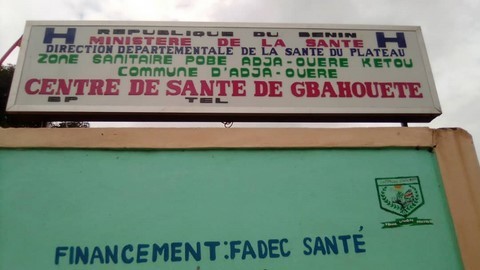 REPUBLIQUE DU BENIN
H MINISTERE DE LA SANTE H
DIRECTION DEPARTEMENTALE DE LA SANTE DU PLATEAU
ZONE SANITAIRE POBE ADJA-OUERE KETOU
COMMUNE D'ADJA-OUERE
CENTRE DE SANTE DE GBAHOUETE
BP TEL
FINANCEMENT:FADEC SANTÉ